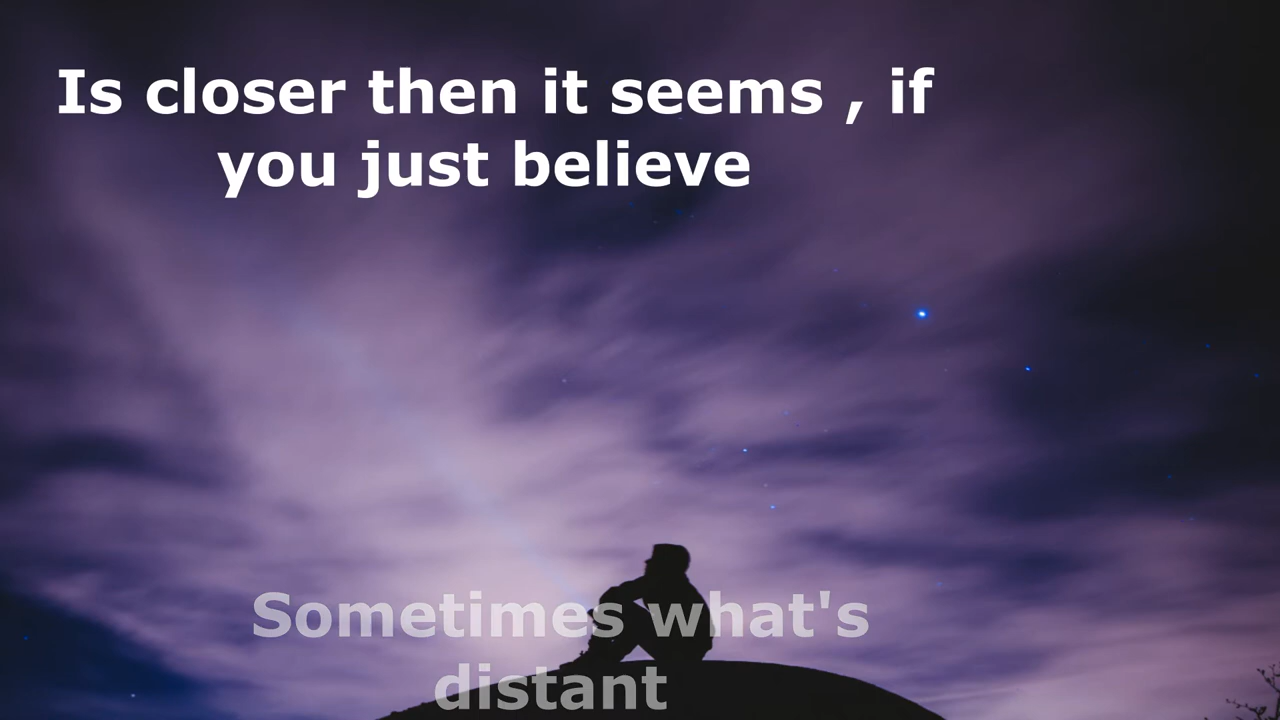 Is closer then it seems , if
you just believe
Sometimes what's
distant